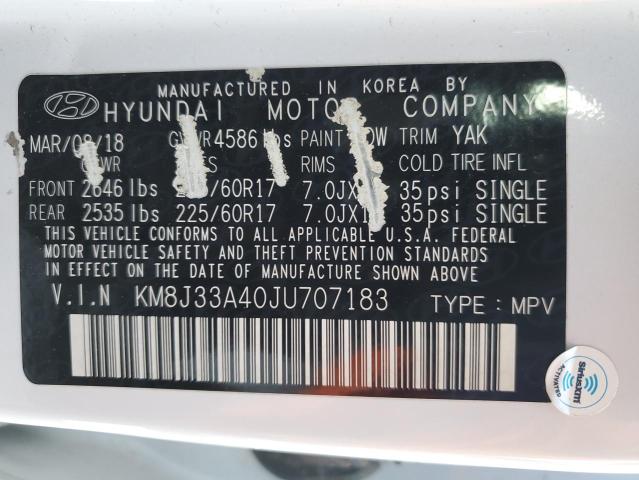 MANUFACTURED IN KOREA BY
HYUNDAI MOTOR COMPANY
MAR/ /18 GVWR4586 lbs PAINT TRIM YAK
RIMS COLD TIRE INFL
FRONT 2646 lbs /60R17 7.0JX 35psi SINGLE
REAR 2535 lbs 225/60R17 7.0JX1 35psi SINGLE
THIS VEHICLE CONFORMS TO ALL APPLICABLE U.S.A. FEDERAL
MOTOR VEHICLE SAFETY AND THEFT PREVENTION STANDARDS
IN EFFECT ON THE DATE OF MANUFACTURE SHOWN ABOVE.
V.I.N KM8J33A40JU707183 TYPE : MPV
SiriusXM
ACTIVATED